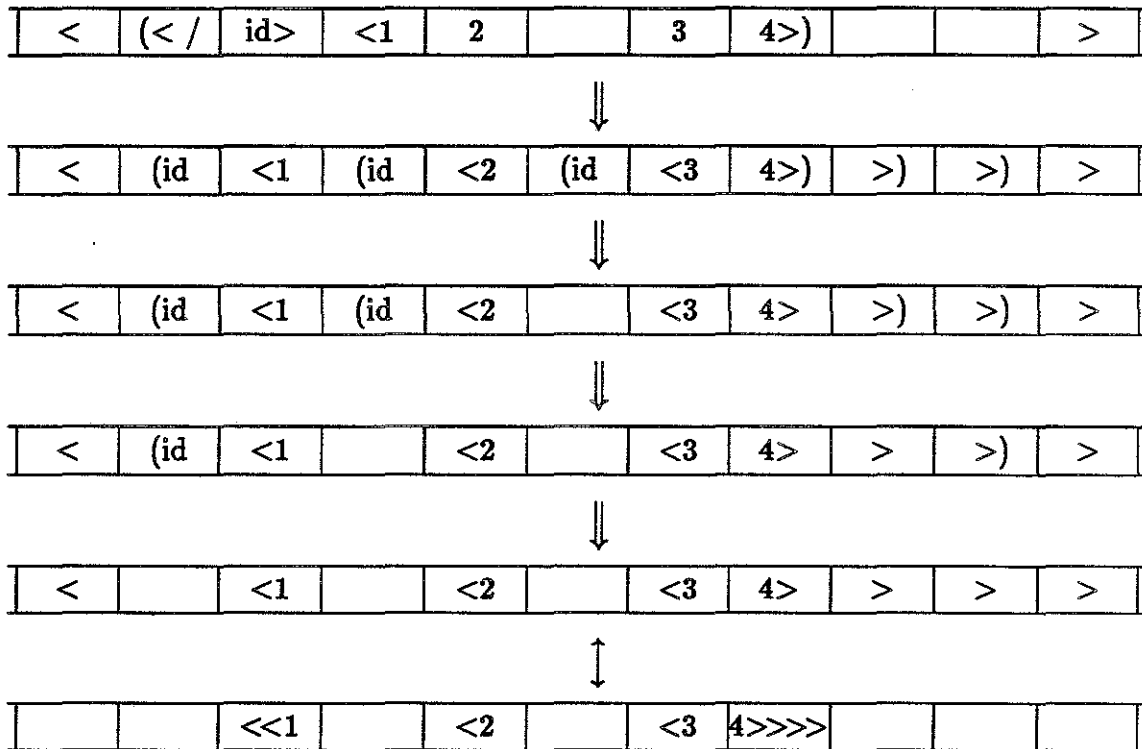 < (< / id> <1 2 3 4>) >
⇓
< (id <1 (id <2 (id <3 4>) >) >) >
⇓
< (id <1 (id <2 <3 4> >) >) >
⇓
< (id <1 <2 <3 4> > >) >
⇓
< <1 <2 <3 4> > > >
↕
<<1 <2 <3 4>>>>